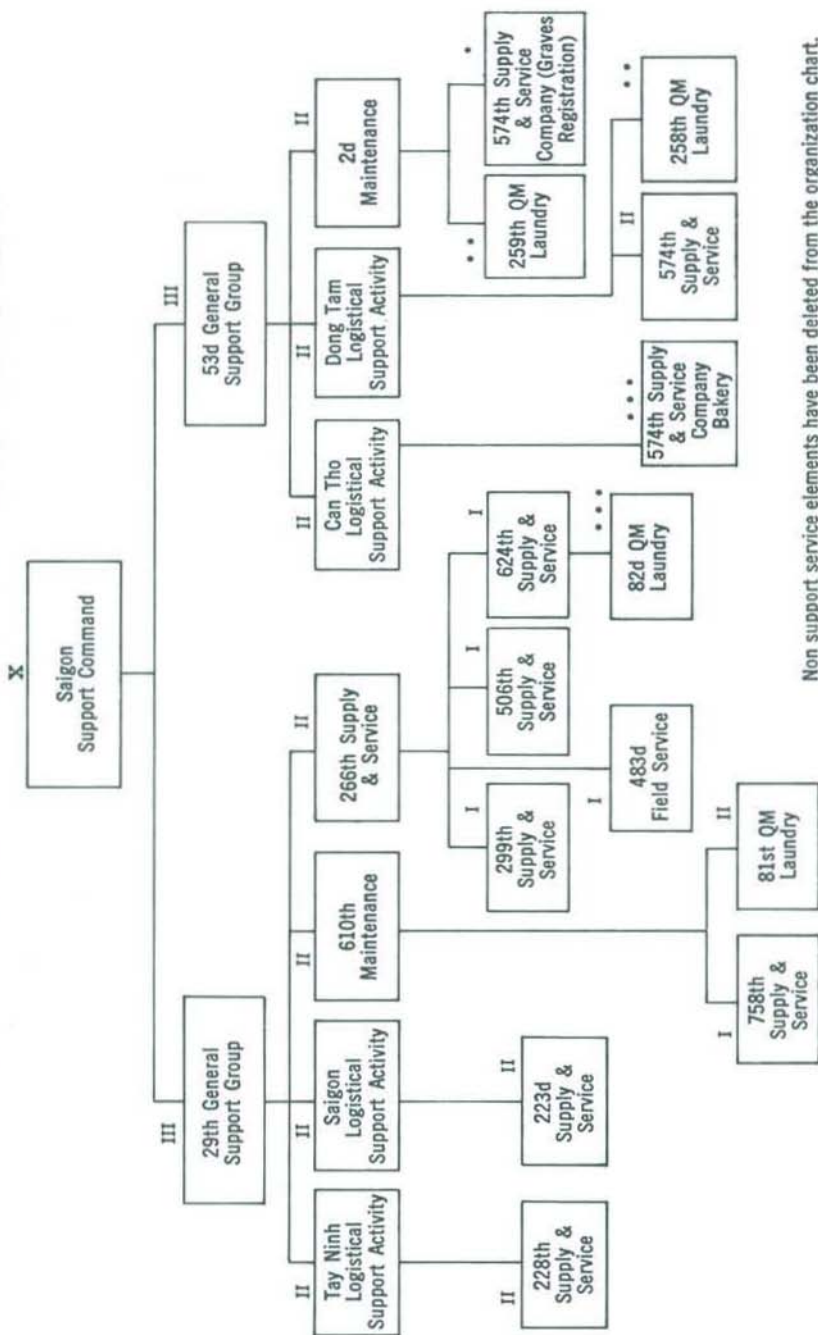 X
Saigon
Support Command
III
29th General
Support Group
III
53d General
Support Group
II
Tay Ninh
Logistical
Support Activity
II
Saigon
Logistical
Support Activity
II
610th
Maintenance
II
266th Supply
& Service
II
Can Tho
Logistical
Support Activity
II
Dong Tam
Logistical
Support Activity
II
2d
Maintenance
II
228th
Supply &
Service
II
223d
Supply &
Service
I
299th
Supply &
Service
I
506th
Supply &
Service
I
624th
Supply &
Service
• •
259th QM
Laundry
•
574th Supply
& Service
Company (Graves
Registration)
I
483d
Field Service
• • •
82d QM
Laundry
• • •
574th Supply
& Service
Company
Bakery
II
574th
Supply &
Service
• •
258th QM
Laundry
I
758th
Supply &
Service
II
81st QM
Laundry
Non support service elements have been deleted from the organization chart.